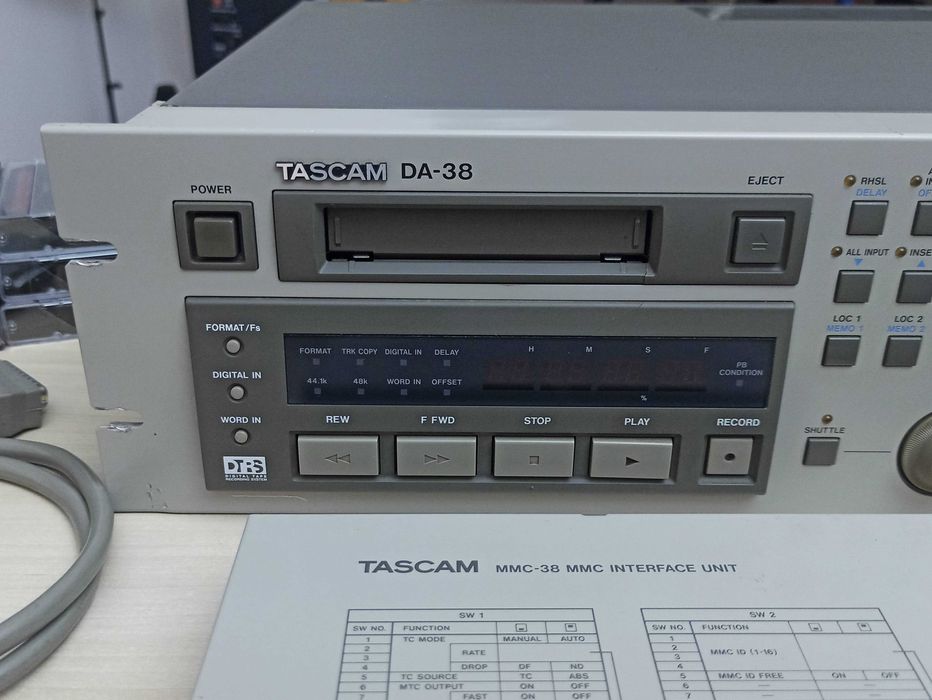 TASCAM DA-38
POWER
EJECT
RHSL
DELAY
ALL INPUT
INSE
LOC 1
MEMO 1
LOC 2
MEMO 2
FORMAT/Fs
DIGITAL IN
WORD IN
FORMAT TRK COPY DIGITAL IN DELAY
44.1k 48k WORD IN OFFSET
H M S F
%
PB
CONDITION
REW F FWD STOP PLAY RECORD
SHUTTLE
DTRS
DIGITAL TAPE
RECORDING SYSTEM
TASCAM MMC-38 MMC INTERFACE UNIT
SW 1
SW NO. FUNCTION
1 TC MODE MANUAL AUTO
2
3 RATE
4 DROP DF ND
5 TC SOURCE TC ABS
6 MTC OUTPUT ON OFF
7 FAST ON OFF
SW 2
SW NO. FUNCTION
1
2 MMC ID (1-16)
3
4
5 MMC ID FREE ON OFF
6 — —
7 — —